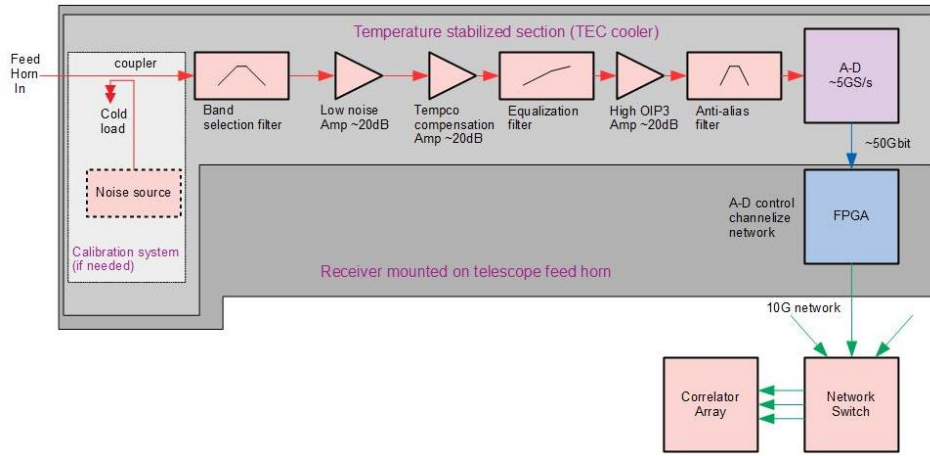 Temperature stabilized section (TEC cooler)
Feed
Horn
In
coupler
Cold
load
Noise source
Calibration system
(if needed)
Band
selection filter
Low noise
Amp ~20dB
Tempco
compensation
Amp ~20dB
Equalization
filter
High OIP3
Amp ~20dB
Anti-alias
filter
A-D
~5GS/s
~50Gbit
A-D control
channelize
network
FPGA
Receiver mounted on telescope feed horn
10G network
Correlator
Array
Network
Switch